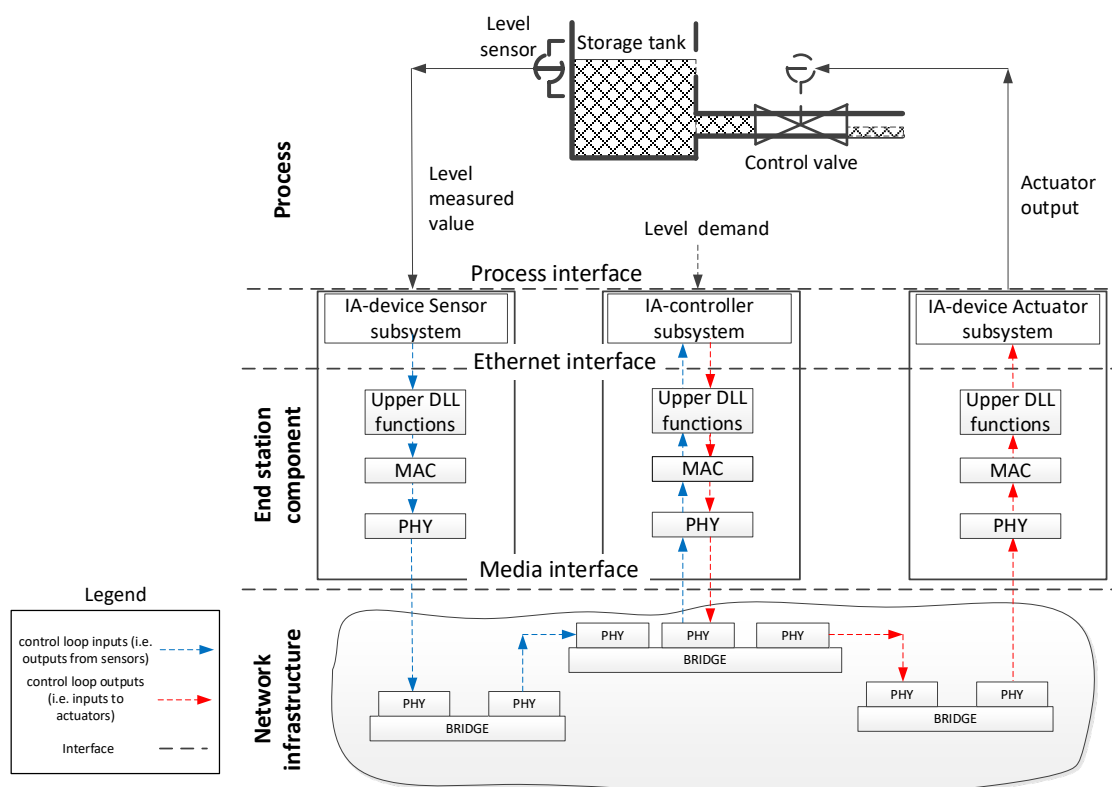 Level
sensor
Storage tank
Control valve
Process
Level
measured
value
Level demand
Actuator
output
Process interface
IA-device Sensor
subsystem
IA-controller
subsystem
IA-device Actuator
subsystem
Ethernet interface
End station
component
Upper DLL
functions
MAC
PHY
Upper DLL
functions
MAC
PHY
Upper DLL
functions
MAC
PHY
Media interface
Network
infrastructure
PHY
PHY
BRIDGE
PHY
PHY
PHY
BRIDGE
PHY
PHY
BRIDGE
Legend
control loop inputs (i.e.
outputs from sensors)
control loop outputs
(i.e. inputs to
actuators)
Interface